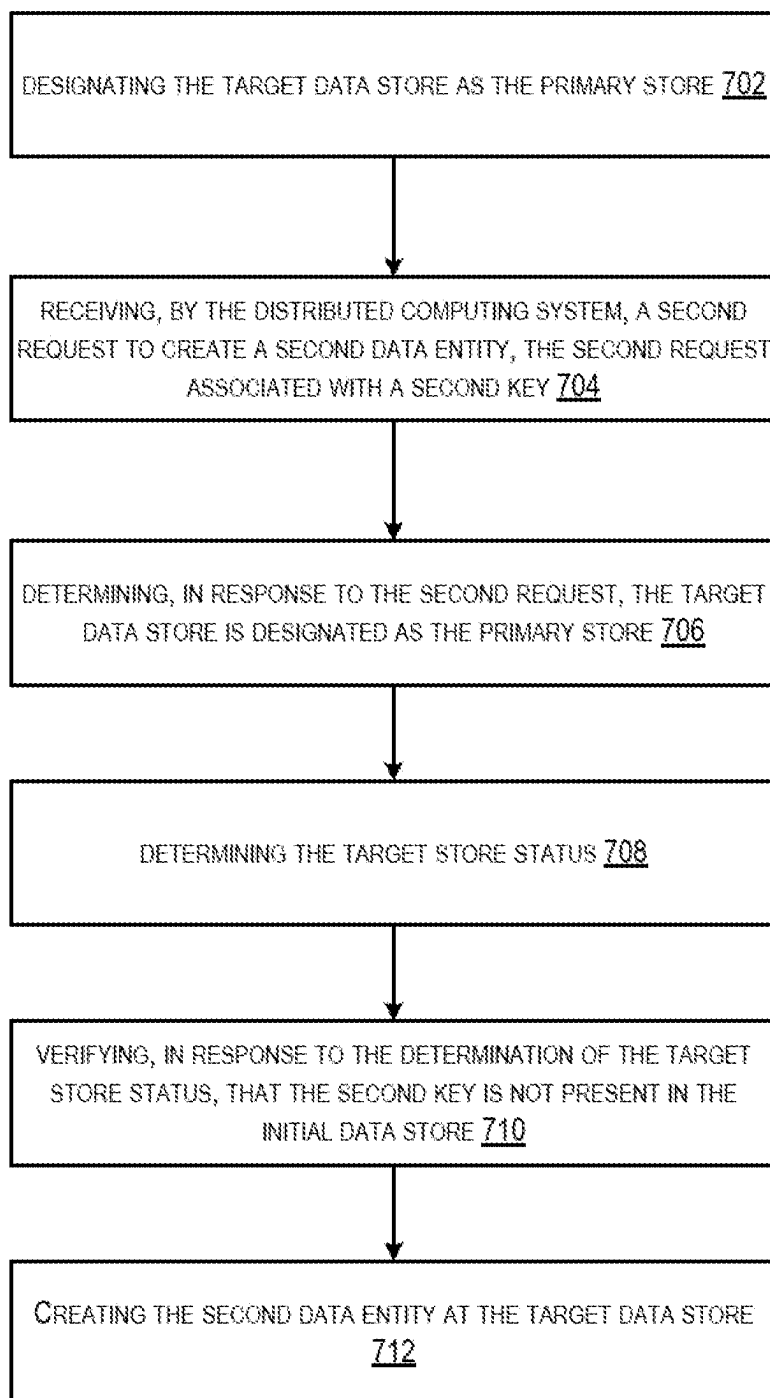 DESIGNATING THE TARGET DATA STORE AS THE PRIMARY STORE 702
RECEIVING, BY THE DISTRIBUTED COMPUTING SYSTEM, A SECOND
REQUEST TO CREATE A SECOND DATA ENTITY, THE SECOND REQUEST
ASSOCIATED WITH A SECOND KEY 704
DETERMINING, IN RESPONSE TO THE SECOND REQUEST, THE TARGET
DATA STORE IS DESIGNATED AS THE PRIMARY STORE 706
DETERMINING THE TARGET STORE STATUS 708
VERIFYING, IN RESPONSE TO THE DETERMINATION OF THE TARGET
STORE STATUS, THAT THE SECOND KEY IS NOT PRESENT IN THE
INITIAL DATA STORE 710
CREATING THE SECOND DATA ENTITY AT THE TARGET DATA STORE
712